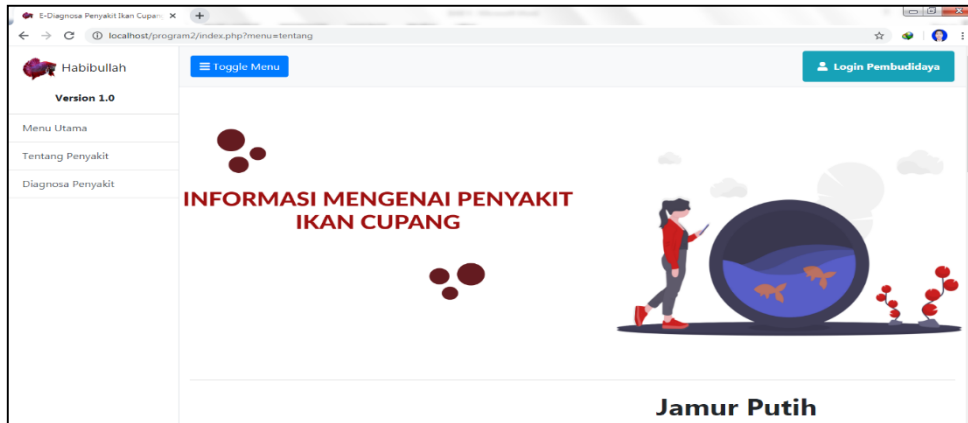 E-Diagnosa Penyakit Ikan Cupan
localhost/program2/index.php?menu=tentang
Habibullah
Toggle Menu
Login Pembudidaya
Version 1.0
Menu Utama
Tentang Penyakit
Diagnosa Penyakit
INFORMASI MENGENAI PENYAKIT
IKAN CUPANG
Jamur Putih